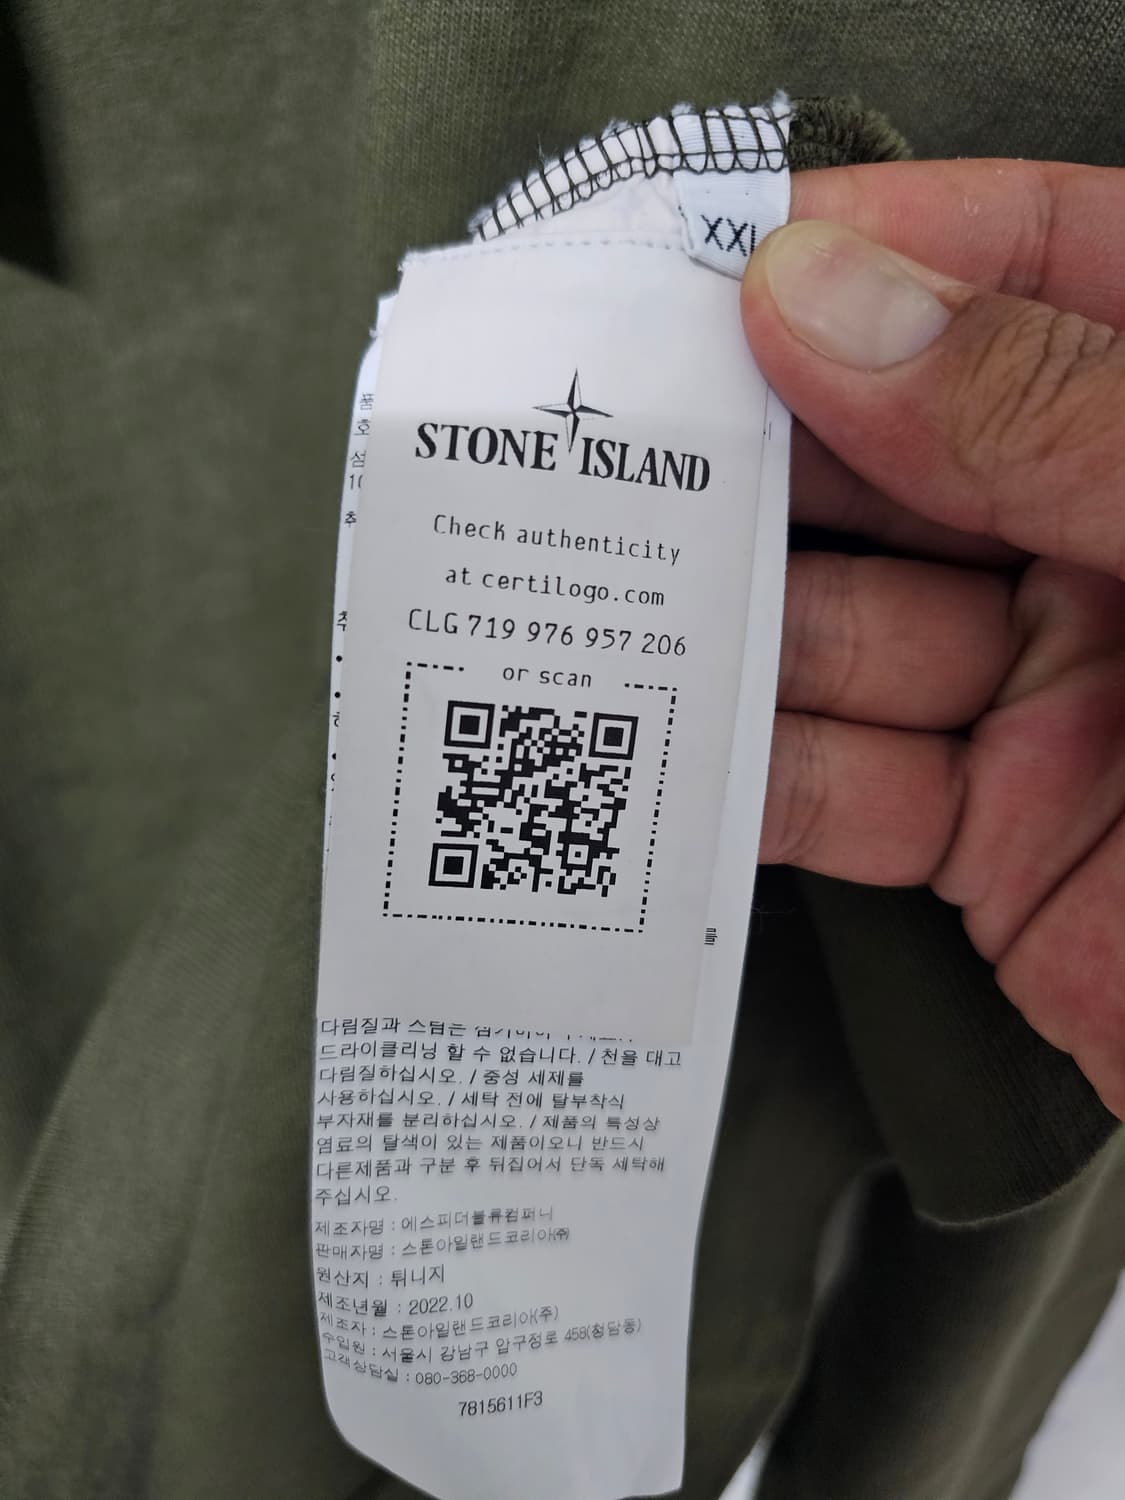 STONE ISLAND
Check authenticity
at certilogo.com
CLG 719 976 957 206
or scan
다림질과 스팀는
드라이클리닝 할 수 없습니다. / 천을 대고
다림질하십시오. / 중성 세제를
사용하십시오. / 세탁 전에 탈부착식
부자재를 분리하십시오. / 제품의 특성상
염료의 탈색이 있는 제품이오니 반드시
다른제품과 구분 후 뒤집어서 단독 세탁해
주십시오.
제조자명 : 에스피더블류컴퍼니
판매자명 : 스톤아일랜드코리아㈜
원산지 : 튀니지
제조년월 : 2022.10
제조자 : 스톤아일랜드코리아(주)
수입원 : 서울시 강남구 압구정로 458(청담동)
고객상담실 : 080-368-0000
7815611F3